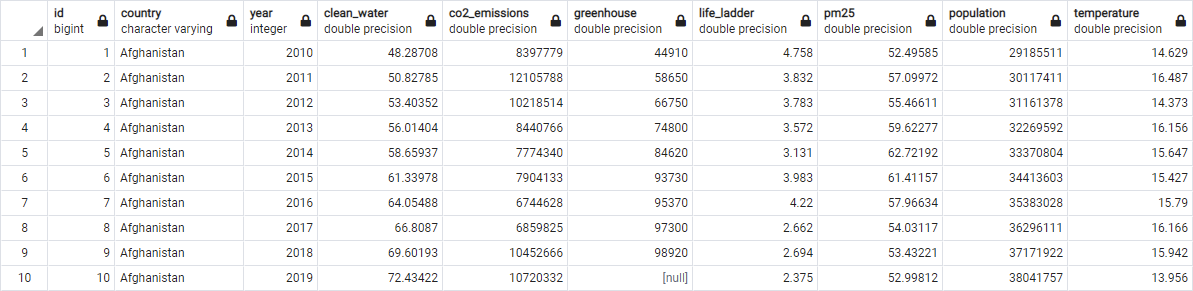 id country year clean_water co2_emissions greenhouse life_ladder pm25 population temperature
bigint character varying integer double precision double precision double precision double precision double precision double precision double precision
1 1 Afghanistan 2010 48.28708 8397779 44910 4.758 52.49585 29185511 14.629
2 2 Afghanistan 2011 50.82785 12105788 58650 3.832 57.09972 30117411 16.487
3 3 Afghanistan 2012 53.40352 10218514 66750 3.783 55.46611 31161378 14.373
4 4 Afghanistan 2013 56.01404 8440766 74800 3.572 59.62277 32269592 16.156
5 5 Afghanistan 2014 58.65937 7774340 84620 3.131 62.72192 33370804 15.647
6 6 Afghanistan 2015 61.33978 7904133 93730 3.983 61.41157 34413603 15.427
7 7 Afghanistan 2016 64.05488 6744628 95370 4.22 57.96634 35383028 15.79
8 8 Afghanistan 2017 66.8087 6859825 97300 2.662 54.03117 36296111 16.166
9 9 Afghanistan 2018 69.60193 10452666 98920 2.694 53.43221 37171922 15.942
10 10 Afghanistan 2019 72.43422 10720332 [null] 2.375 52.99812 38041757 13.956